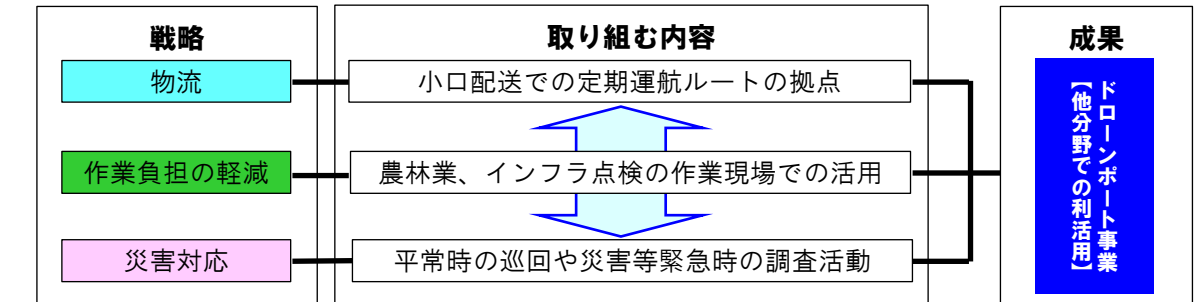 戦略
取り組む内容
成果
物流
小口配送での定期運航ルートの拠点
作業負担の軽減
農林業、インフラ点検の作業現場での活用
災害対応
平常時の巡回や災害等緊急時の調査活動
ドローンポート事業
【他分野での利活用】